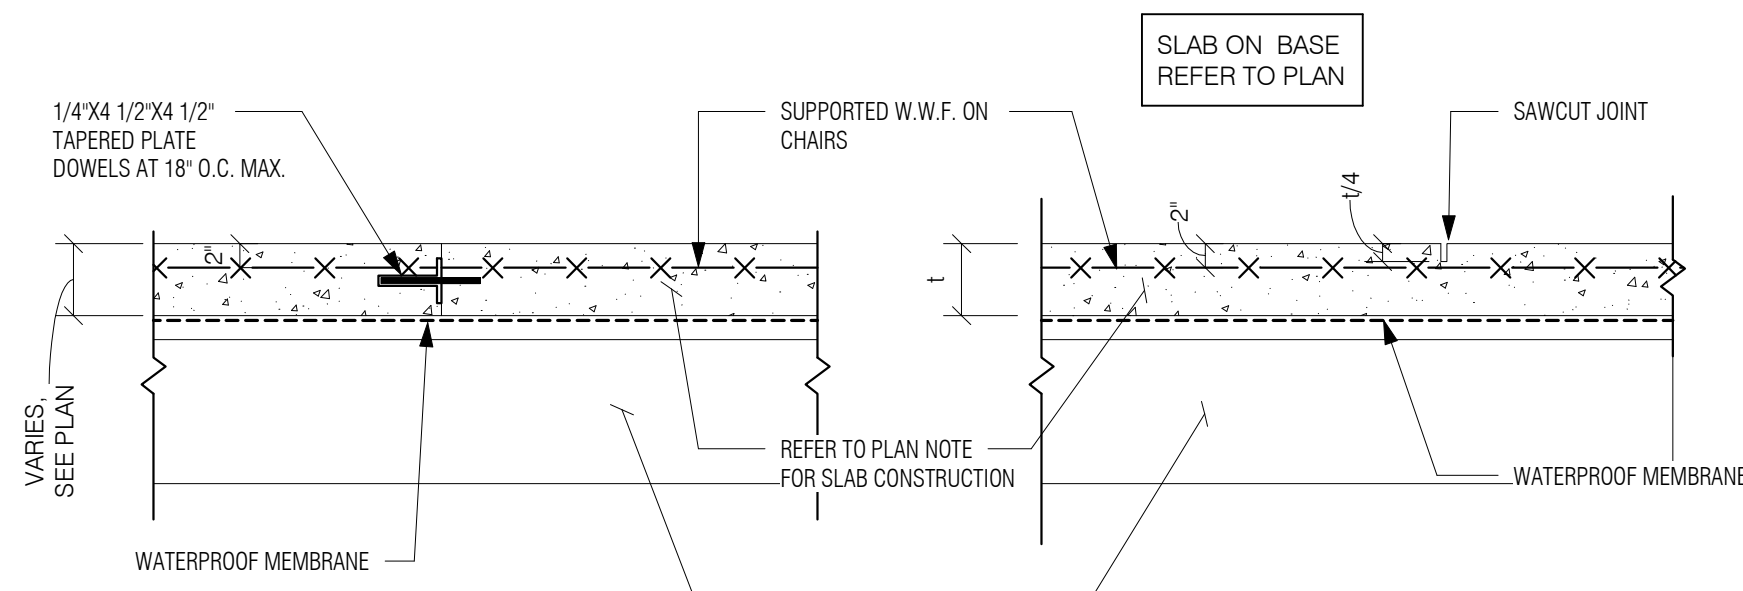 SLAB ON BASE
REFER TO PLAN
1/4"X4 1/2"X4 1/2"
TAPERED PLATE
DOWELS AT 18" O.C. MAX.
SUPPORTED W.W.F. ON
CHAIRS
SAWCUT JOINT
2"
2"
t/4
t
VARIES,
SEE PLAN
REFER TO PLAN NOTE
FOR SLAB CONSTRUCTION
WATERPROOF MEMBRANE
WATERPROOF MEMBRANE